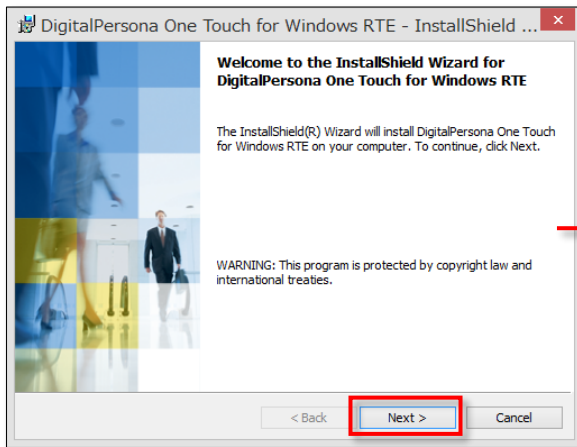 DigitalPersona One Touch for Windows RTE - InstallShield ...
Welcome to the InstallShield Wizard for
DigitalPersona One Touch for Windows RTE
The InstallShield(R) Wizard will install DigitalPersona One Touch
for Windows RTE on your computer. To continue, click Next.
WARNING: This program is protected by copyright law and
international treaties.
< Back
Next >
Cancel